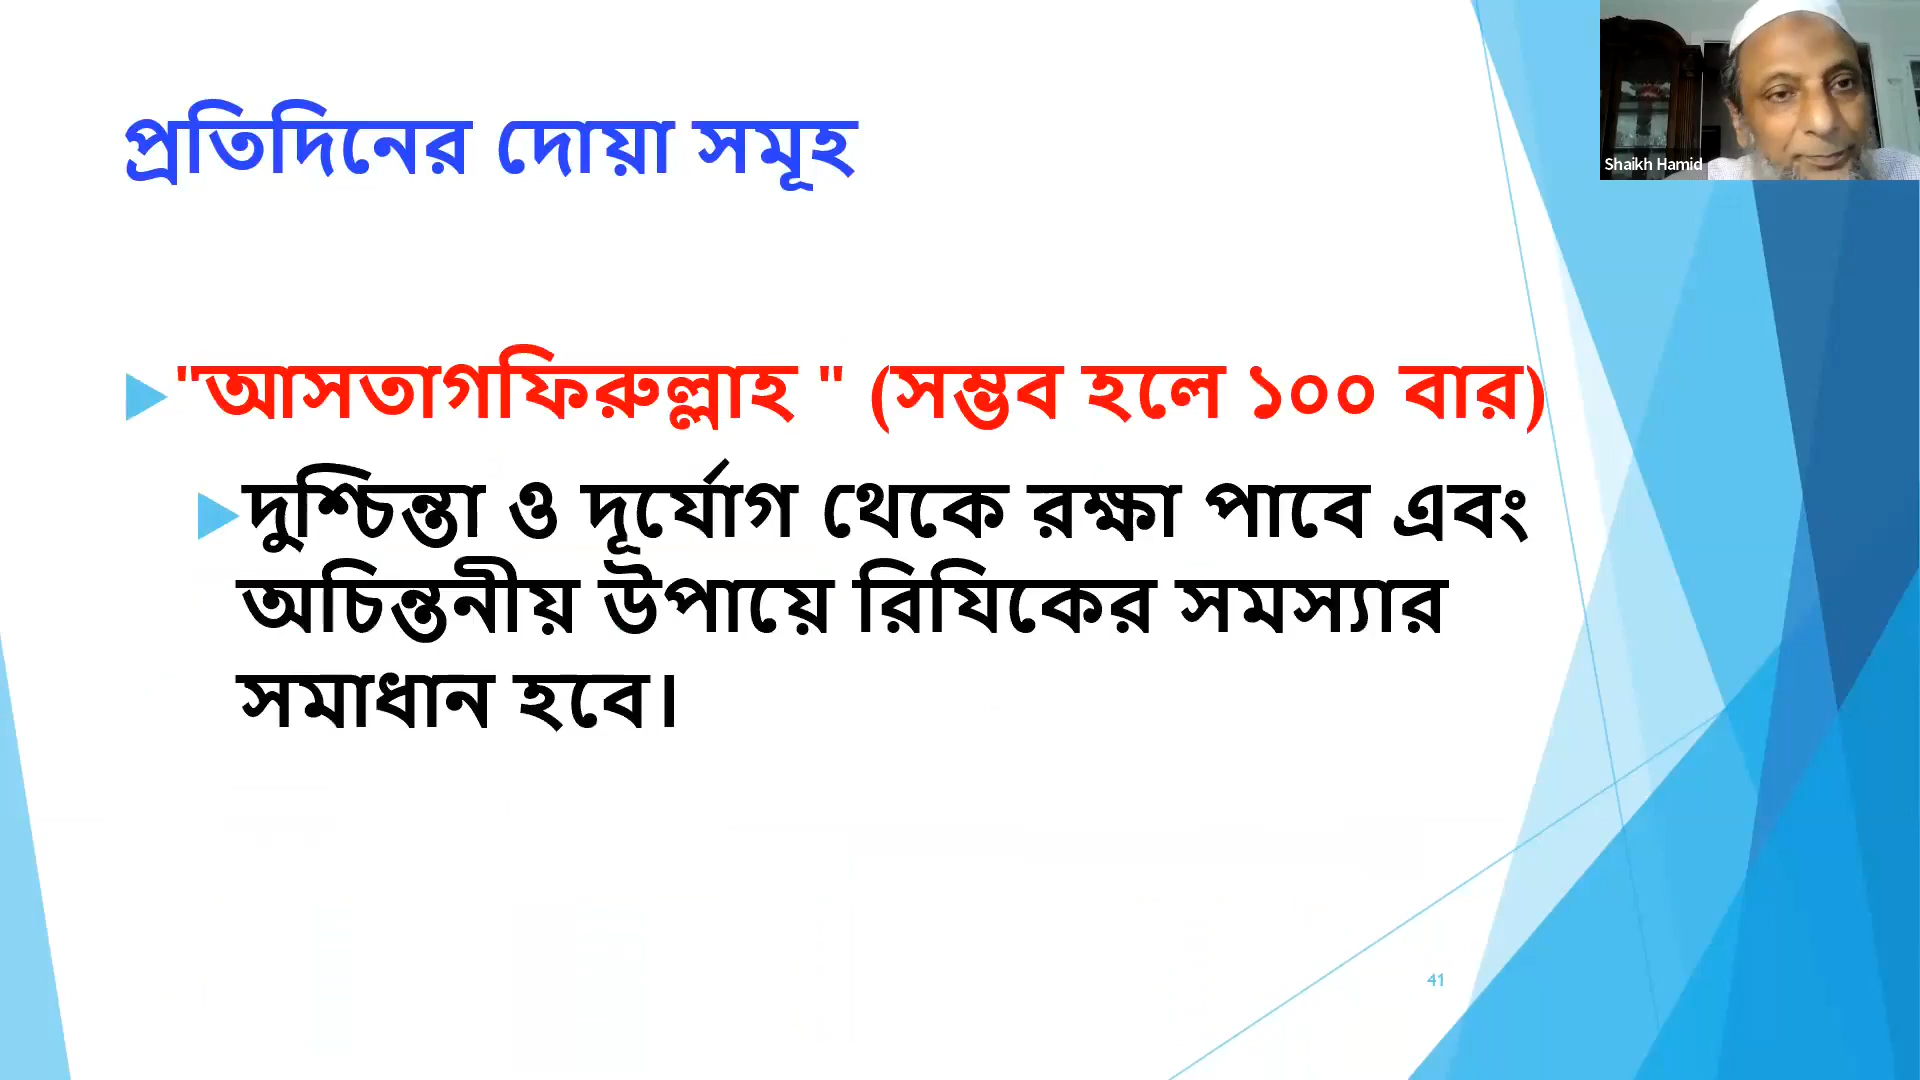 Shaikh Hamid
প্রতিদিনের দোয়া সমূহ
"আসতাগফিরুল্লাহ " (সম্ভব হলে ১০০ বার)
দুশ্চিন্তা ও দূর্যোগ থেকে রক্ষা পাবে এবং
অচিন্তনীয় উপায়ে রিযিকের সমস্যার
সমাধান হবে।
41